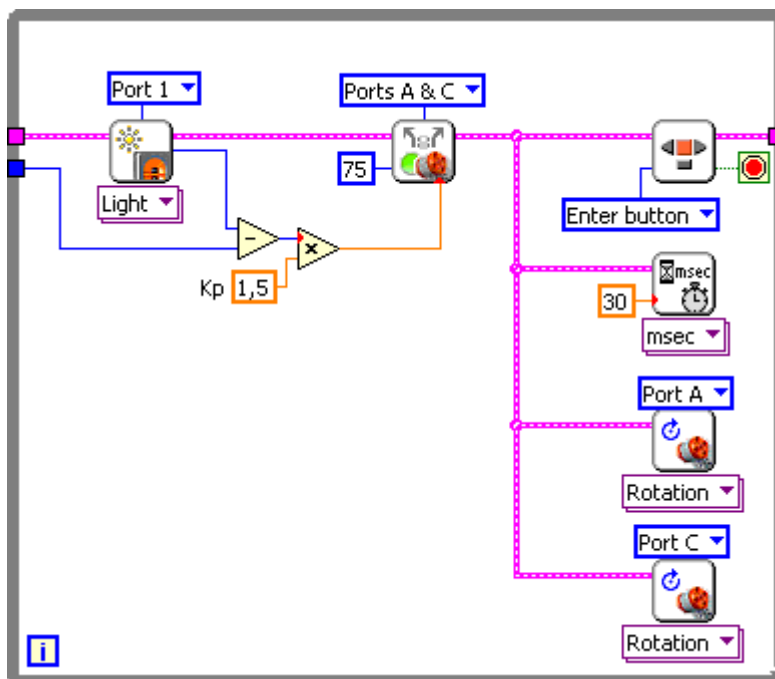 Port 1
Ports A & C
75
Light
Enter button
Kp 1,5
msec
30
msec
Port A
Rotation
Port C
Rotation
i